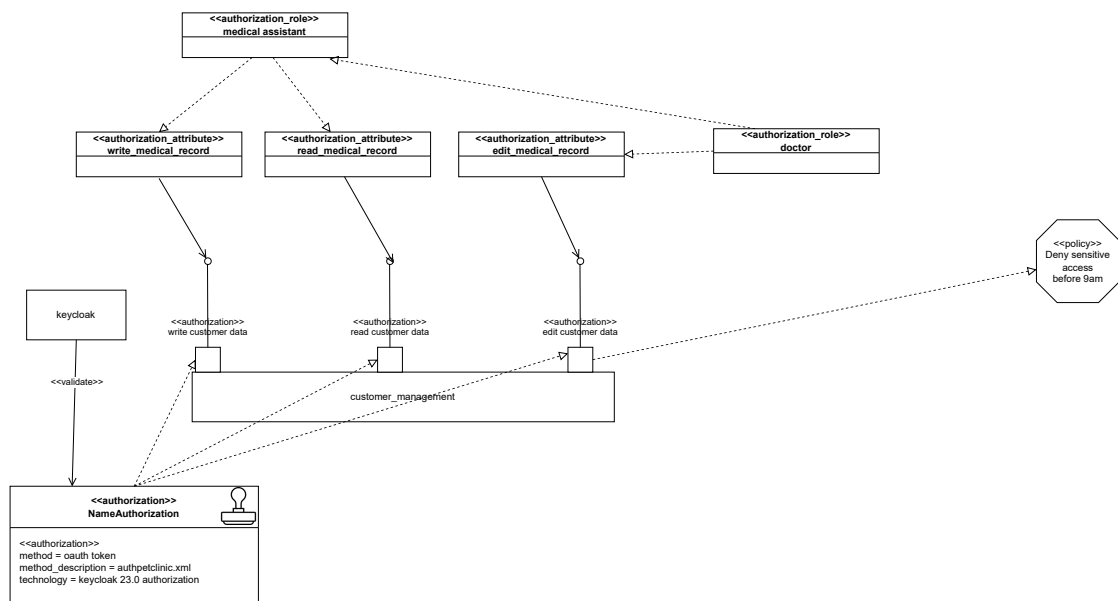 <<authorization_role>>
medical assistant
<<authorization_attribute>>
write_medical_record
<<authorization_attribute>>
read_medical_record
<<authorization_attribute>>
edit_medical_record
<<authorization_role>>
doctor
<<policy>>
Deny sensitive
access
before 9am
keycloak
<<authorization>>
write customer data
<<authorization>>
read customer data
<<authorization>>
edit customer data
<<validate>>
customer_management
<<authorization>>
NameAuthorization
<<authorization>>
method = oauth token
method_description = authpetclinic.xml
technology = keycloak 23.0 authorization